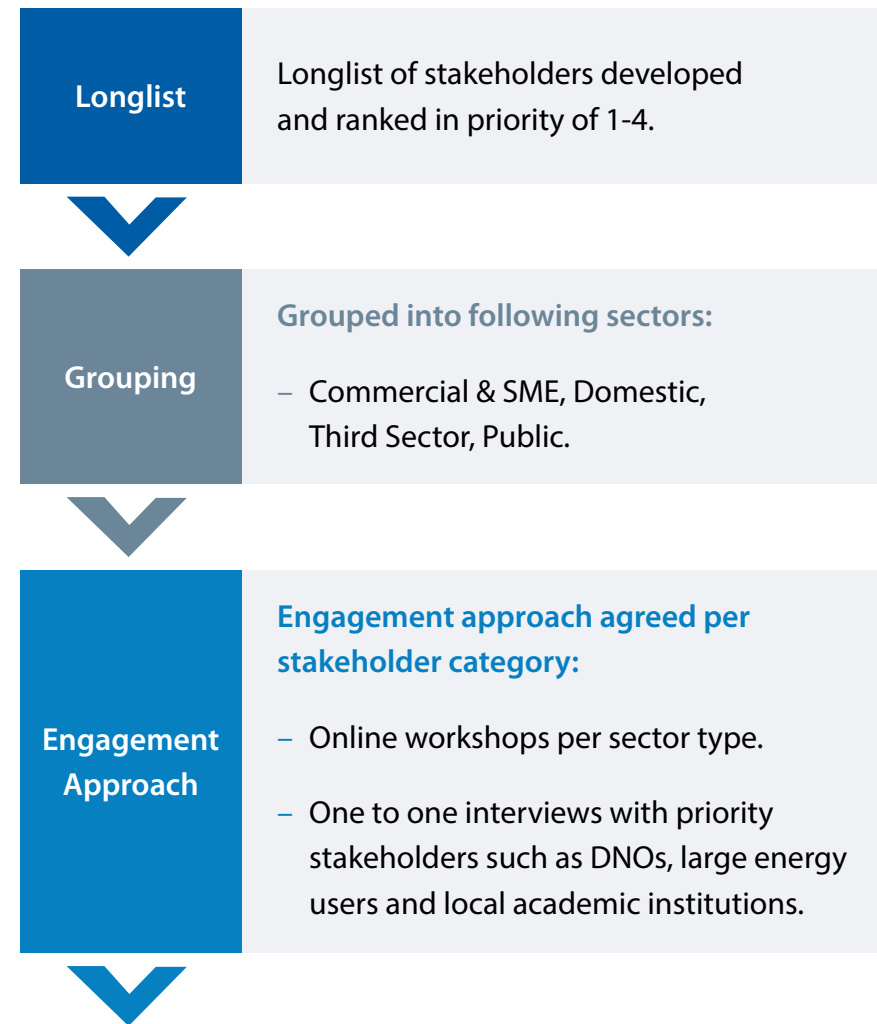 Longlist
Longlist of stakeholders developed
and ranked in priority of 1-4.
Grouping
Grouped into following sectors:
– Commercial & SME, Domestic,
Third Sector, Public.
Engagement
Approach
Engagement approach agreed per
stakeholder category:
– Online workshops per sector type.
– One to one interviews with priority
stakeholders such as DNOs, large energy
users and local academic institutions.